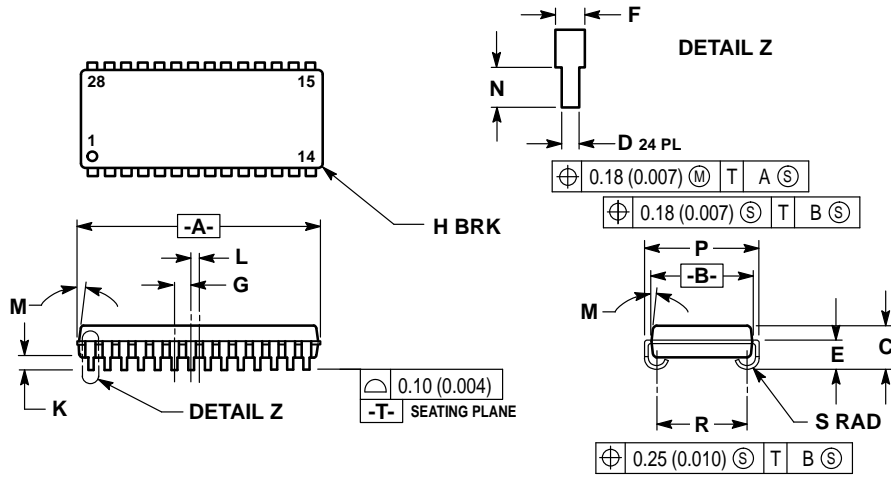 F
DETAIL Z
28 15
N
1
14
D 24 PL
⌖ 0.18 (0.007) Ⓜ T A Ⓢ
⌖ 0.18 (0.007) Ⓢ T B Ⓢ
H BRK
-A-
P
L
-B-
G
M
M
E
C
K
DETAIL Z
⌓ 0.10 (0.004)
-T- SEATING PLANE
R
S RAD
⌖ 0.25 (0.010) Ⓢ T B Ⓢ